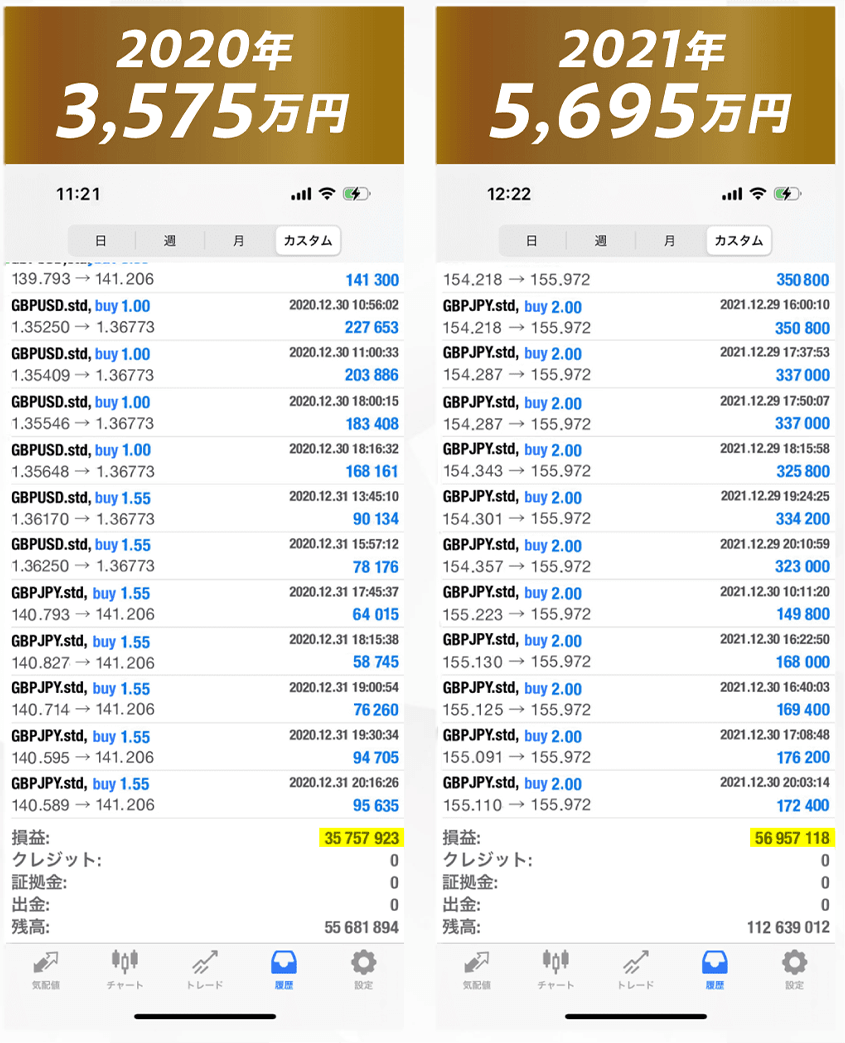 2020年
3,575万円
11:21
日 週 月 カスタム
139.793 → 141.206 141 300
GBPUSD.std, buy 1.00 2020.12.30 10:56:02
1.35250 → 1.36773 227 653
GBPUSD.std, buy 1.00 2020.12.30 11:00:33
1.35409 → 1.36773 203 886
GBPUSD.std, buy 1.00 2020.12.30 18:00:15
1.35546 → 1.36773 183 408
GBPUSD.std, buy 1.00 2020.12.30 18:16:32
1.35648 → 1.36773 168 161
GBPUSD.std, buy 1.55 2020.12.31 13:45:10
1.36170 → 1.36773 90 134
GBPUSD.std, buy 1.55 2020.12.31 15:57:12
1.36250 → 1.36773 78 176
GBPJPY.std, buy 1.55 2020.12.31 17:45:37
140.793 → 141.206 64 015
GBPJPY.std, buy 1.55 2020.12.31 18:15:38
140.827 → 141.206 58 745
GBPJPY.std, buy 1.55 2020.12.31 19:00:54
140.714 → 141.206 76 260
GBPJPY.std, buy 1.55 2020.12.31 19:30:34
140.595 → 141.206 94 705
GBPJPY.std, buy 1.55 2020.12.31 20:16:26
140.589 → 141.206 95 635
損益: 35 757 923
クレジット: 0
証拠金: 0
出金: 0
残高: 55 681 894
気配値 チャート トレード 履歴 設定
2021年
5,695万円
12:22
日 週 月 カスタム
154.218 → 155.972 350 800
GBPJPY.std, buy 2.00 2021.12.29 16:00:10
154.218 → 155.972 350 800
GBPJPY.std, buy 2.00 2021.12.29 17:37:53
154.287 → 155.972 337 000
GBPJPY.std, buy 2.00 2021.12.29 17:50:07
154.287 → 155.972 337 000
GBPJPY.std, buy 2.00 2021.12.29 18:15:58
154.343 → 155.972 325 800
GBPJPY.std, buy 2.00 2021.12.29 19:24:25
154.301 → 155.972 334 200
GBPJPY.std, buy 2.00 2021.12.29 20:10:59
154.357 → 155.972 323 000
GBPJPY.std, buy 2.00 2021.12.30 10:11:20
155.223 → 155.972 149 800
GBPJPY.std, buy 2.00 2021.12.30 16:22:50
155.130 → 155.972 168 000
GBPJPY.std, buy 2.00 2021.12.30 16:40:03
155.125 → 155.972 169 400
GBPJPY.std, buy 2.00 2021.12.30 17:08:48
155.091 → 155.972 176 200
GBPJPY.std, buy 2.00 2021.12.30 20:03:14
155.110 → 155.972 172 400
損益: 56 957 118
クレジット: 0
証拠金: 0
出金: 0
残高: 112 639 012
気配値 チャート トレード 履歴 設定